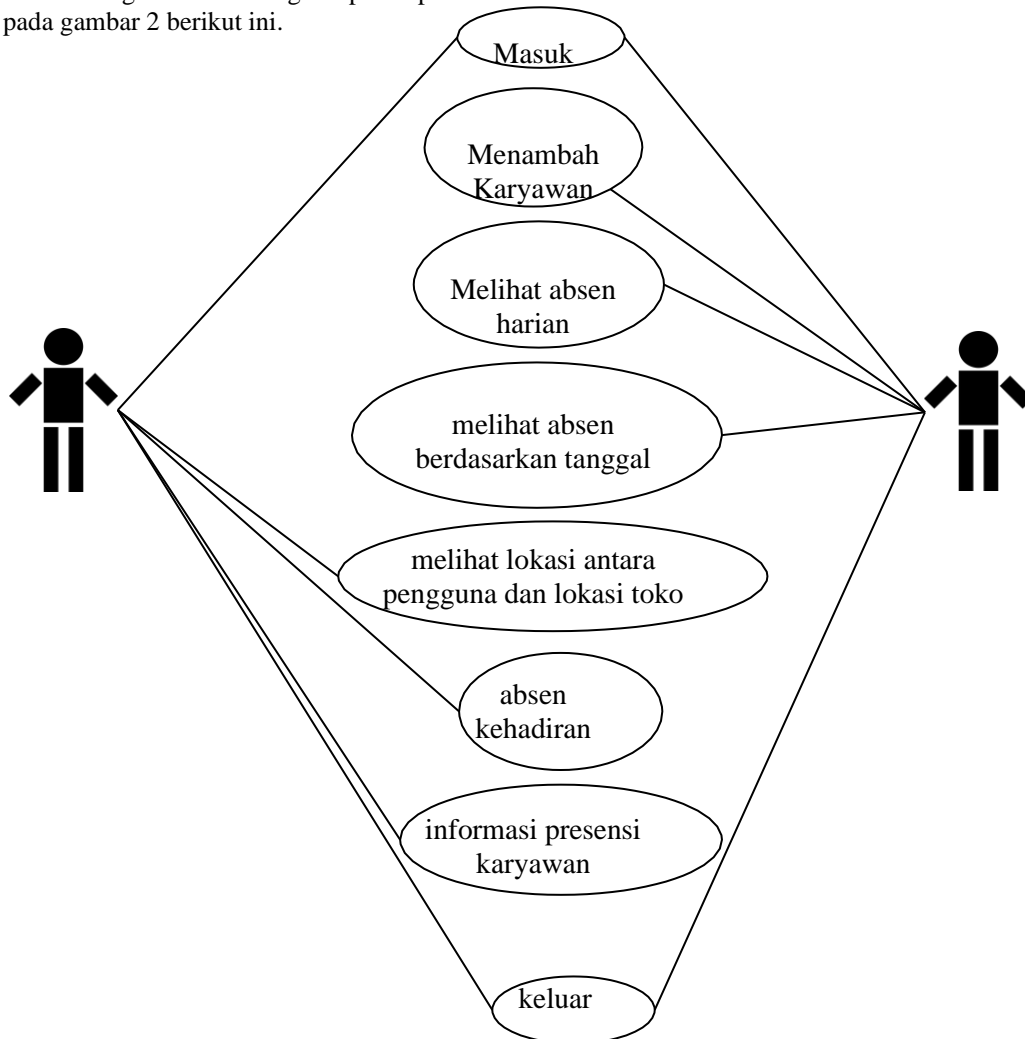 pada gambar 2 berikut ini.
Masuk
Menambah
Karyawan
Melihat absen
harian
melihat absen
berdasarkan tanggal
melihat lokasi antara
pengguna dan lokasi toko
absen
kehadiran
informasi presensi
karyawan
keluar